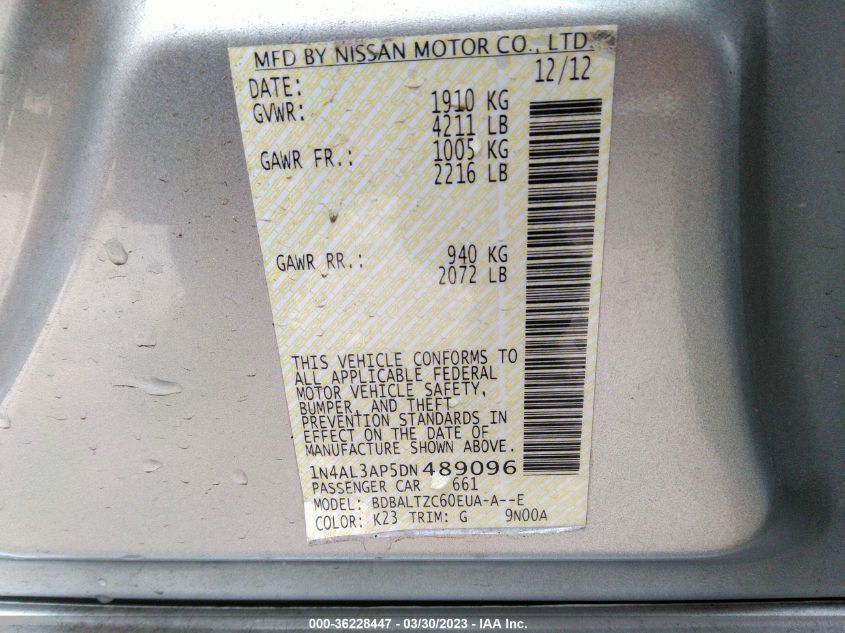 MFD BY NISSAN MOTOR CO., LTD.
DATE: 12/12
GVWR: 1910 KG
4211 LB
GAWR FR.: 1005 KG
2216 LB
GAWR RR.: 940 KG
2072 LB
THIS VEHICLE CONFORMS TO
ALL APPLICABLE FEDERAL
MOTOR VEHICLE SAFETY,
BUMPER, AND THEFT
PREVENTION STANDARDS IN
EFFECT ON THE DATE OF
MANUFACTURE SHOWN ABOVE.
1N4AL3AP5DN489096
PASSENGER CAR 661
MODEL: BDBALTZC60EUA-A--E
COLOR: K23 TRIM: G 9N00A
000-36228447 - 03/30/2023 - IAA Inc.